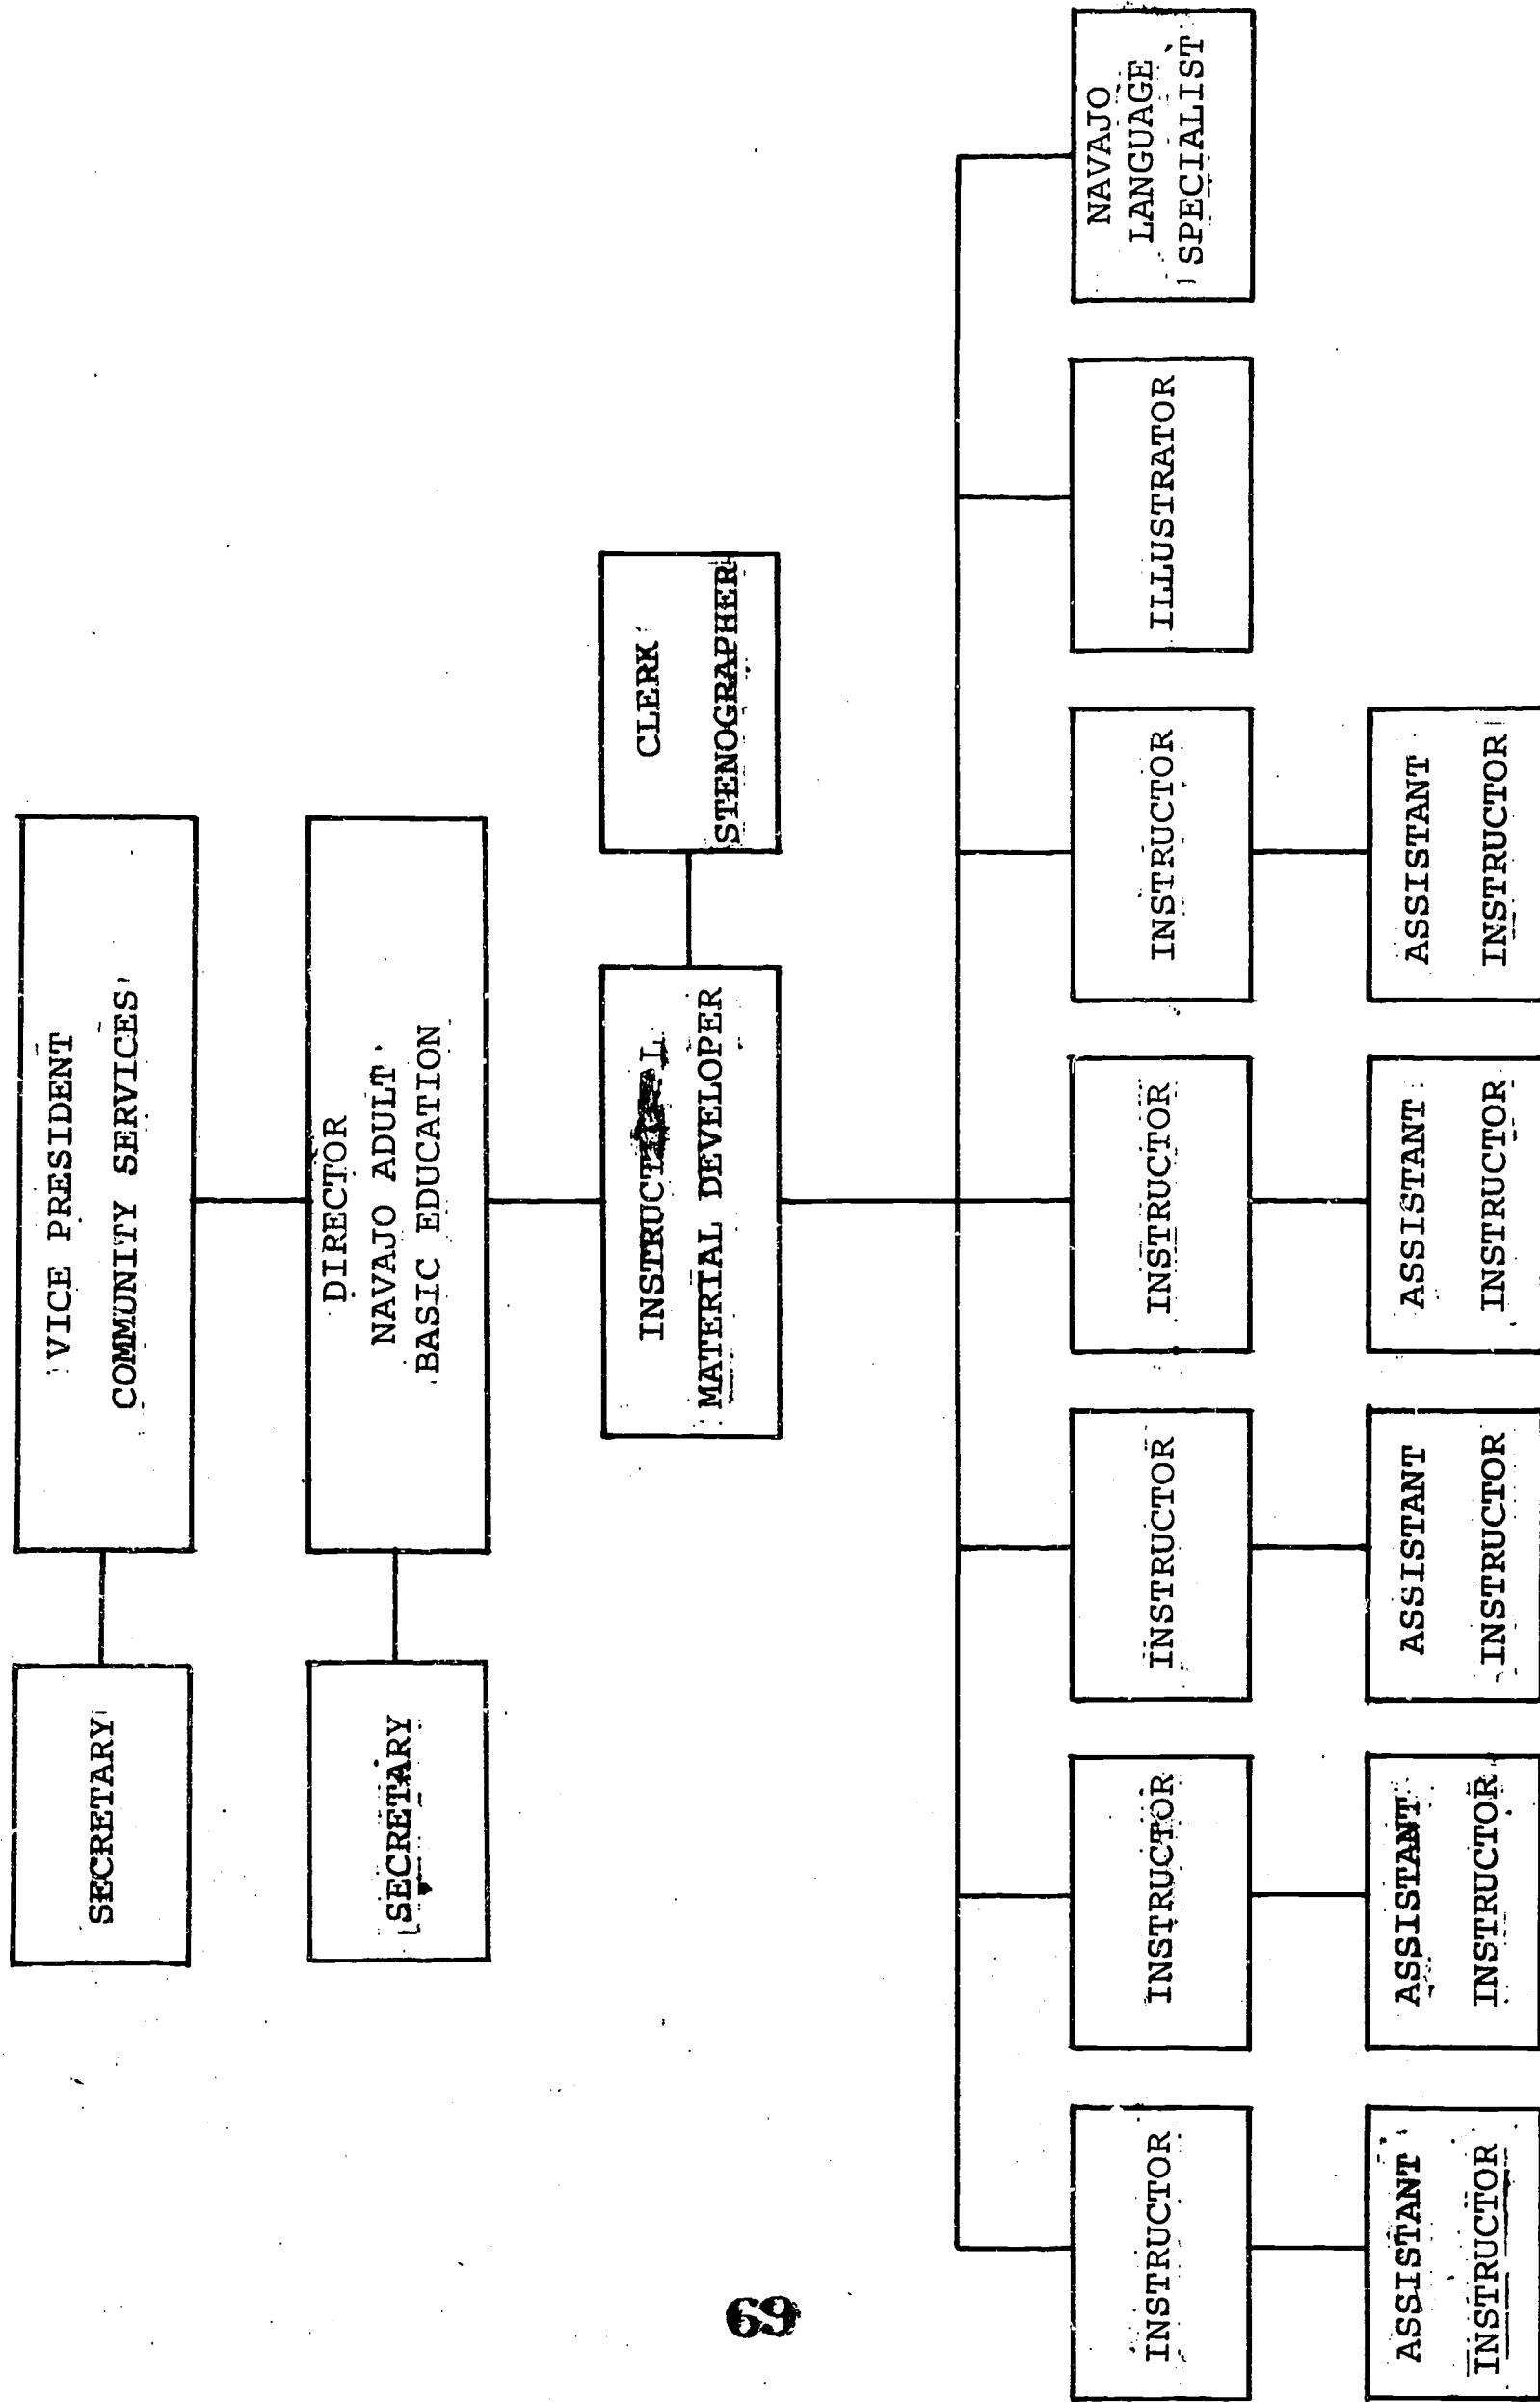 SECRETARY
VICE PRESIDENT
COMMUNITY SERVICES
SECRETARY
DIRECTOR
NAVAJO ADULT
BASIC EDUCATION
INSTRUCTIONAL
MATERIAL DEVELOPER
CLERK
STENOGRAPHER
INSTRUCTOR
INSTRUCTOR
INSTRUCTOR
INSTRUCTOR
INSTRUCTOR
ILLUSTRATOR
NAVAJO
LANGUAGE
SPECIALIST
ASSISTANT
INSTRUCTOR
ASSISTANT
INSTRUCTOR
ASSISTANT
INSTRUCTOR
ASSISTANT
INSTRUCTOR
ASSISTANT
INSTRUCTOR
69